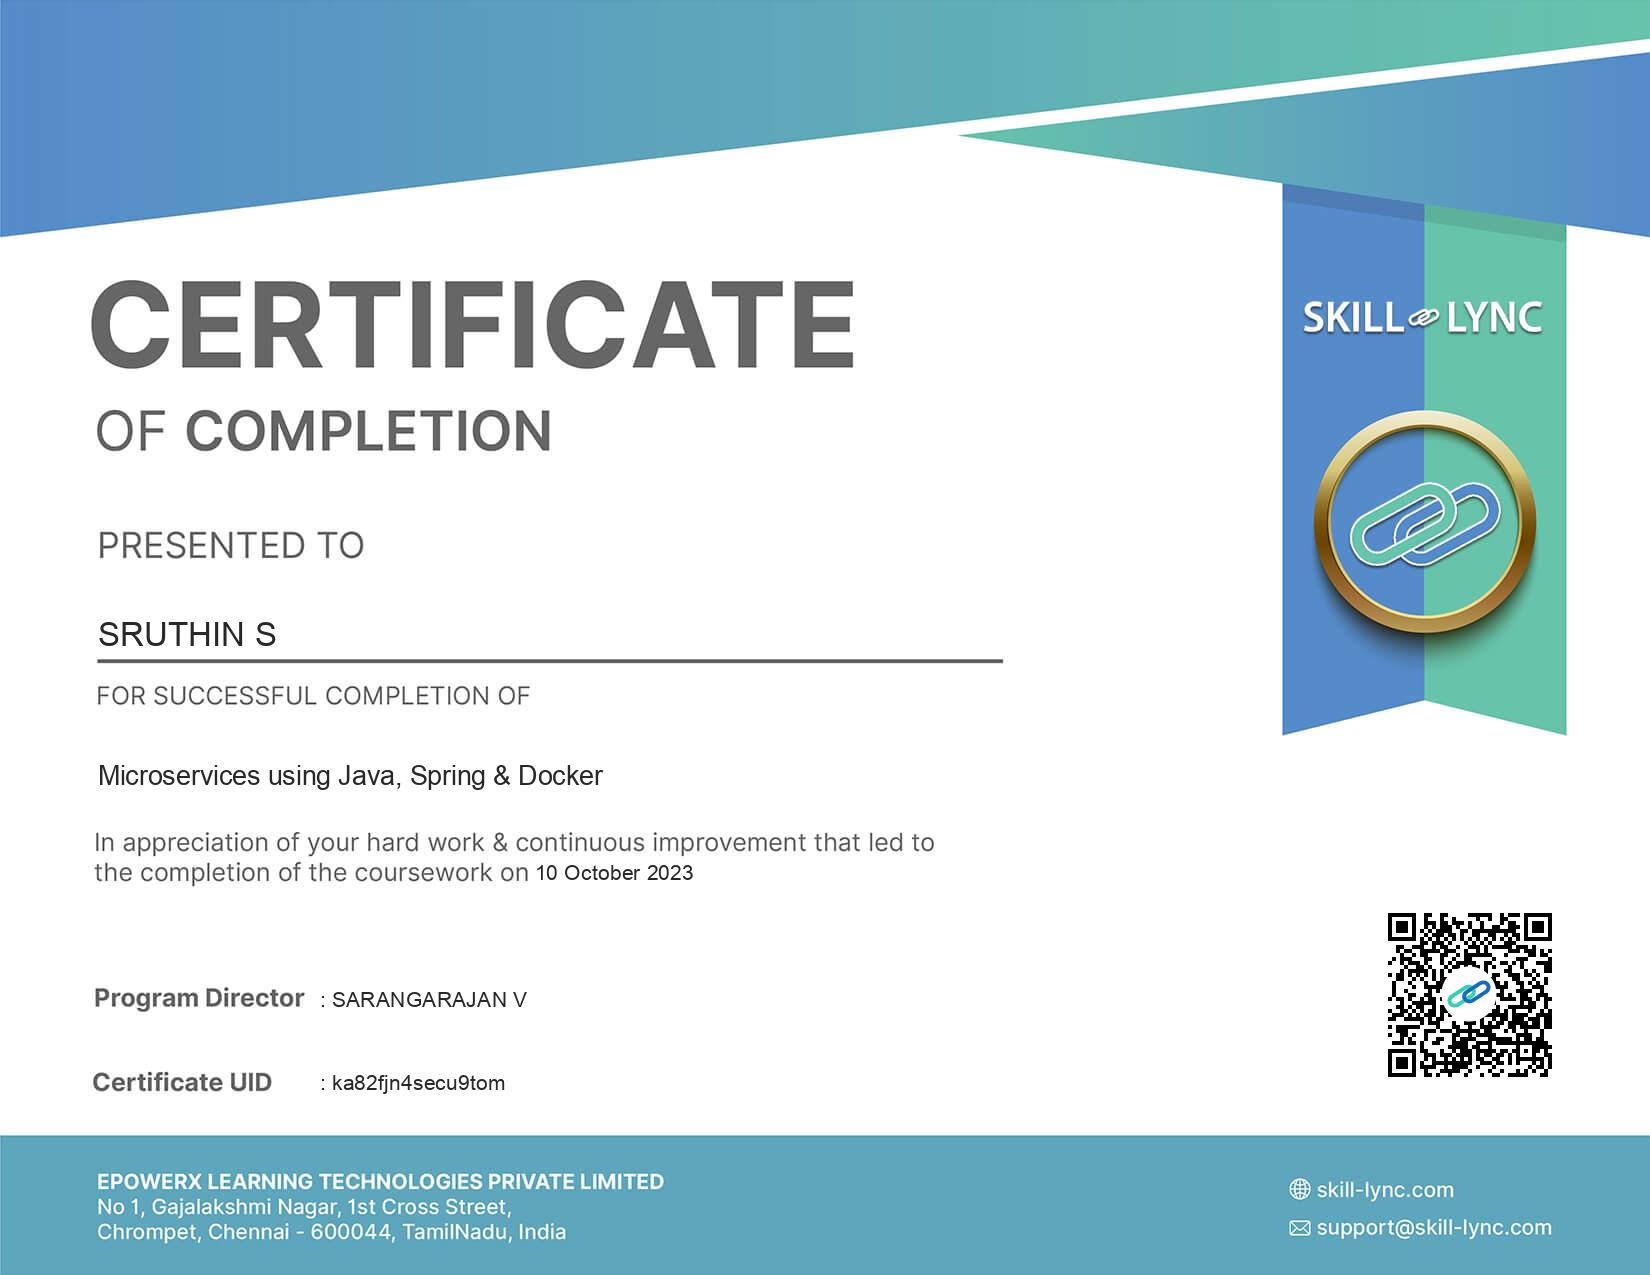 CERTIFICATE
OF COMPLETION
SKILL LYNC
PRESENTED TO
SRUTHIN S
FOR SUCCESSFUL COMPLETION OF
Microservices using Java, Spring & Docker
In appreciation of your hard work & continuous improvement that led to
the completion of the coursework on 10 October 2023
Program Director : SARANGARAJAN V
Certificate UID : ka82fjn4secu9tom
EPOWERX LEARNING TECHNOLOGIES PRIVATE LIMITED
No 1, Gajalakshmi Nagar, 1st Cross Street,
Chrompet, Chennai - 600044, TamilNadu, India
skill-lync.com
support@skill-lync.com